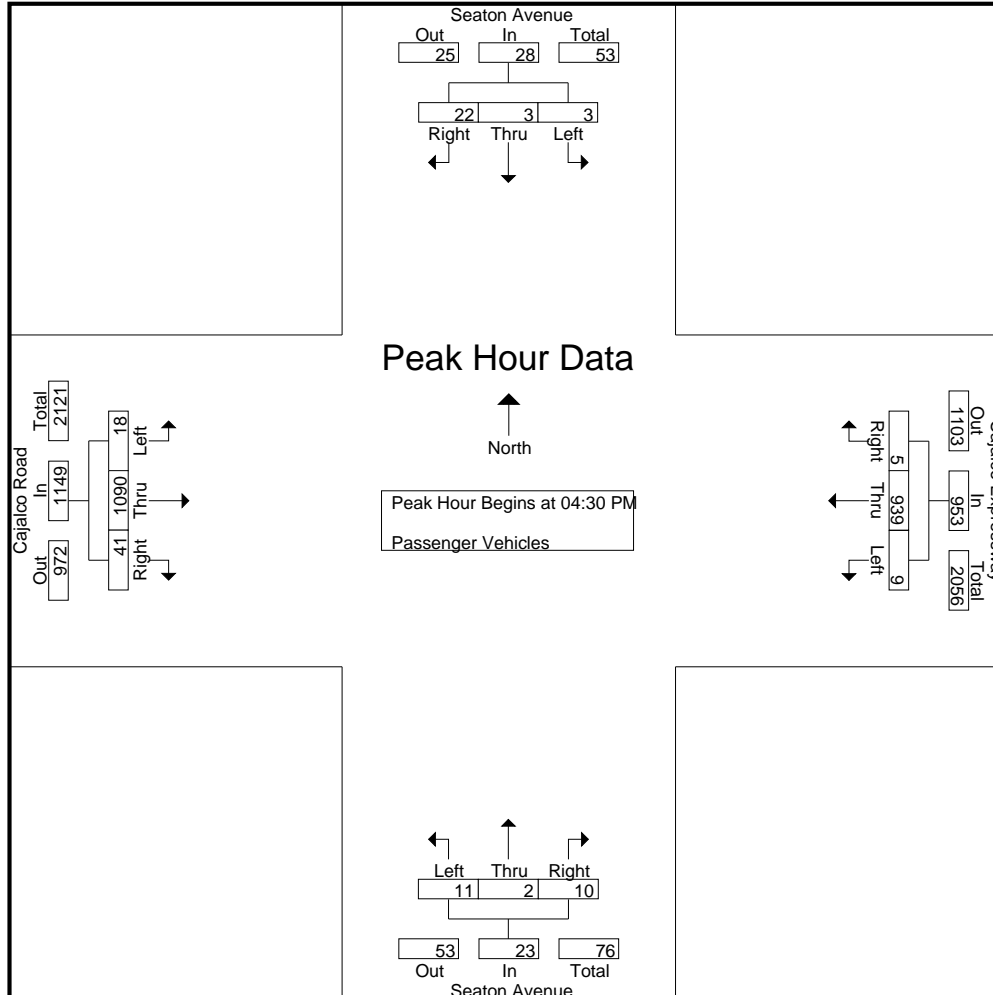 Seaton Avenue
Out In Total
25 28 53
22 3 3
Right Thru Left
Peak Hour Data
North
Peak Hour Begins at 04:30 PM
Passenger Vehicles
Cajalco Road
Out In Total
972 1149 2121
41 1090 18
Right Thru Left
Out In Total
1103 953 2056
5 939 9
Right Thru Left
Left Thru Right
11 2 10
53 23 76
Out In Total
Seaton Avenue